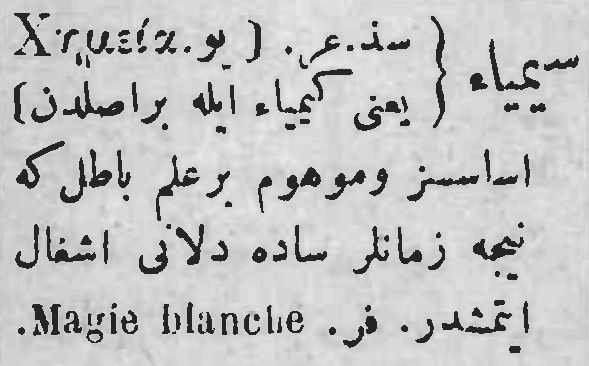 سیمیاء } سذ. عر. [ یو. Χημεία
یعنی کیمیاء ایله براصلدن]
اساسسز وموهوم برعلم باطل که
نیجه زمانلر ساده دلانی اشغال
ایتمشدر. فر. Magie blanche.